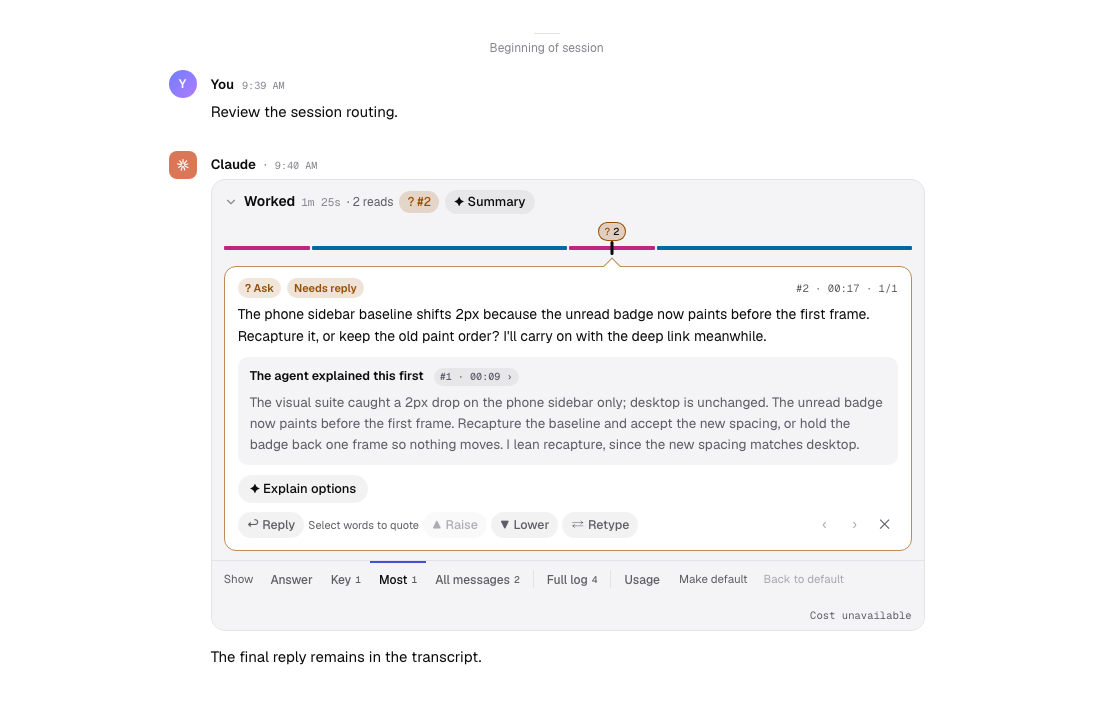 Beginning of session
Y You 9:39 AM
Review the session routing.
Claude · 9:40 AM
Worked 1m 25s · 2 reads ? #2 ✦ Summary
? 2
? Ask Needs reply #2 · 00:17 · 1/1
The phone sidebar baseline shifts 2px because the unread badge now paints before the first frame.
Recapture it, or keep the old paint order? I'll carry on with the deep link meanwhile.
The agent explained this first #1 · 00:09 ›
The visual suite caught a 2px drop on the phone sidebar only; desktop is unchanged. The unread badge
now paints before the first frame. Recapture the baseline and accept the new spacing, or hold the
badge back one frame so nothing moves. I lean recapture, since the new spacing matches desktop.
✦ Explain options
↩ Reply Select words to quote ▲ Raise ▼ Lower ⇄ Retype ‹ › ✕
Show Answer Key 1 Most 1 All messages 2 Full log 4 Usage Make default Back to default
Cost unavailable
The final reply remains in the transcript.